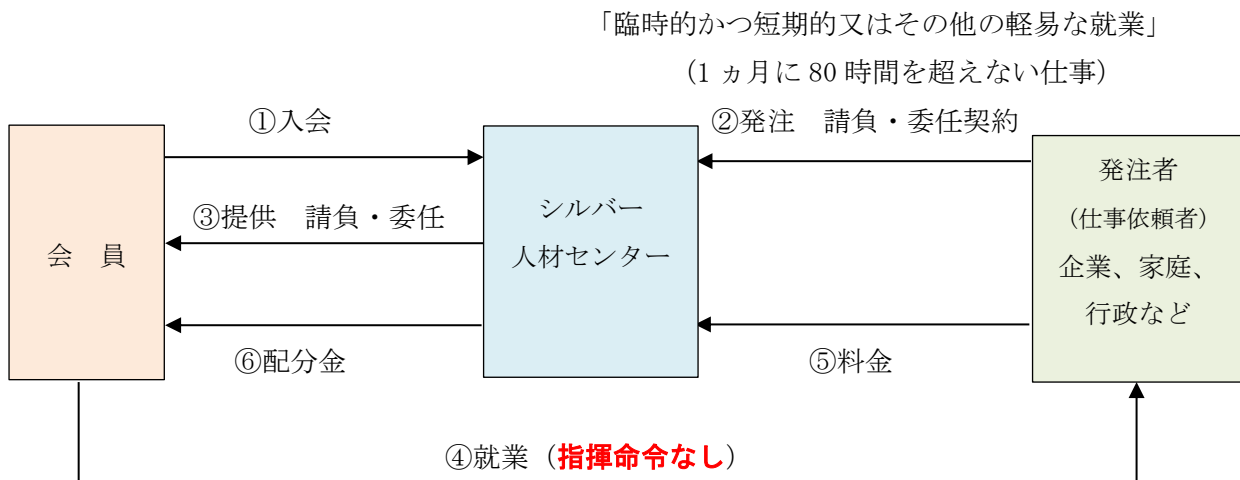 「臨時的かつ短期的又はその他の軽易な就業」
(1 ヵ月に 80 時間を超えない仕事)
①入会
②発注　請負・委任契約
③提供　請負・委任
会　員
シルバー
人材センター
発注者
(仕事依頼者)
企業、家庭、
行政など
⑥配分金
⑤料金
④就業（指揮命令なし）